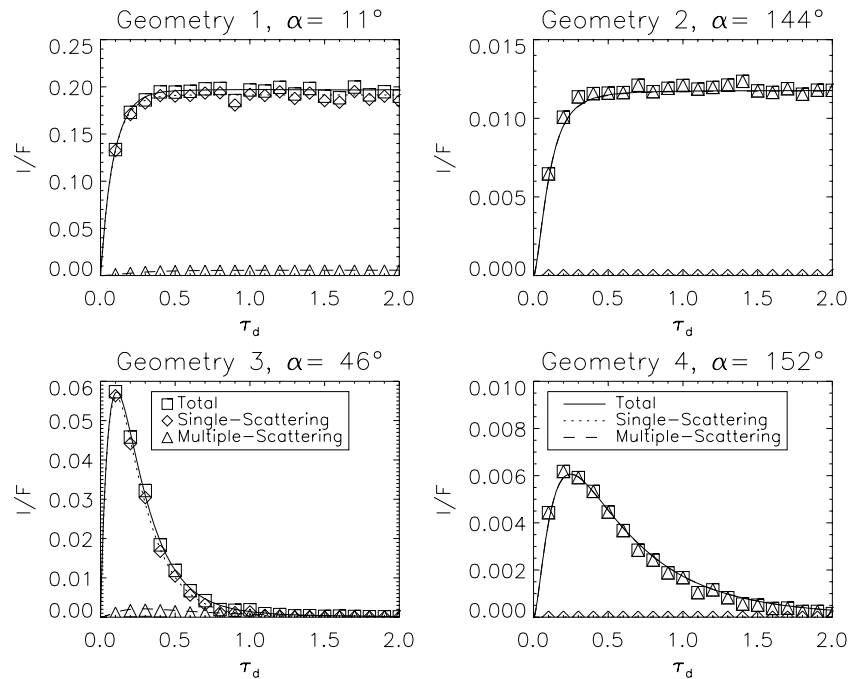 Geometry 1, α= 11°
0.25
0.20
0.15
0.10
0.05
0.00
I/F
0.0 0.5 1.0 1.5 2.0
τd
Geometry 2, α= 144°
0.015
0.010
0.005
0.000
I/F
0.0 0.5 1.0 1.5 2.0
τd
Geometry 3, α= 46°
0.06
0.05
0.04
0.03
0.02
0.01
0.00
I/F
Total
Single-Scattering
Multiple-Scattering
0.0 0.5 1.0 1.5 2.0
τd
Geometry 4, α= 152°
0.010
0.008
0.006
0.004
0.002
0.000
I/F
Total
Single-Scattering
Multiple-Scattering
0.0 0.5 1.0 1.5 2.0
τd